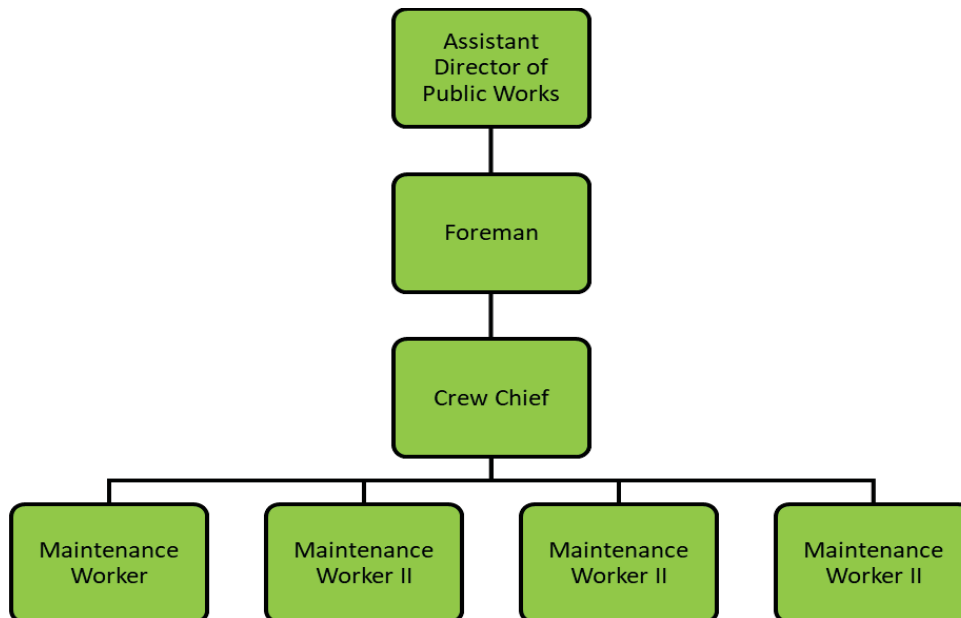 Assistant
Director of
Public Works
Foreman
Crew Chief
Maintenance
Worker
Maintenance
Worker II
Maintenance
Worker II
Maintenance
Worker II